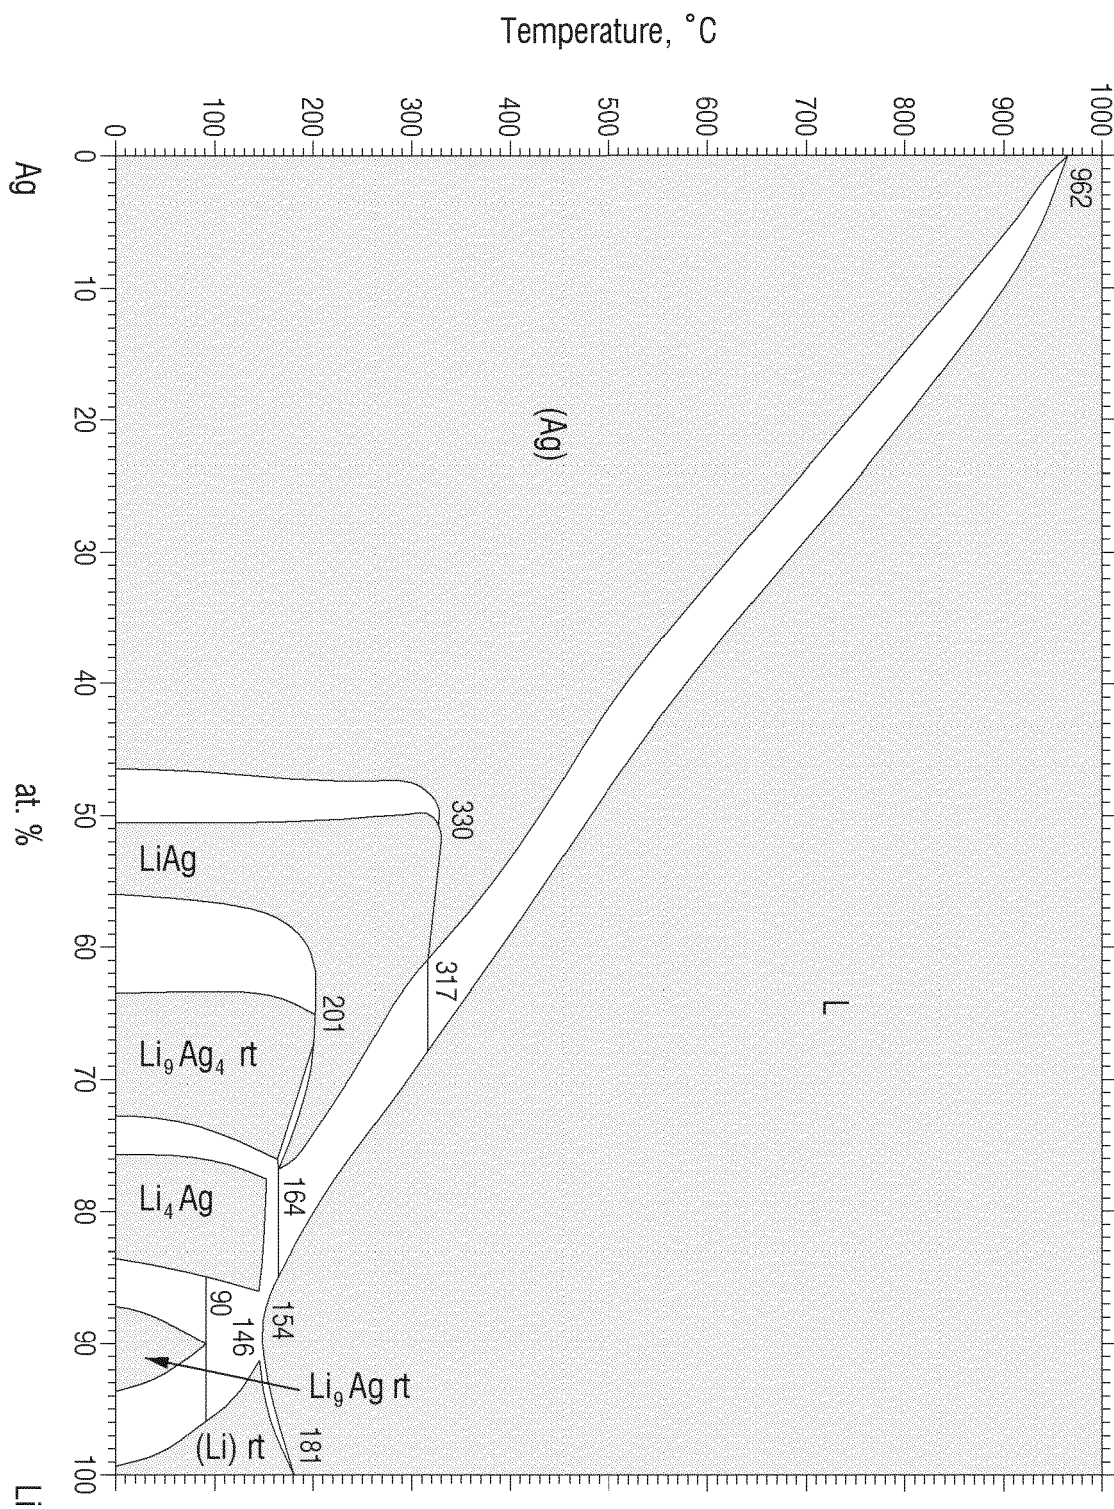 Temperature, °C
1000
900
800
700
600
500
400
300
200
100
0
962
L
(Ag)
330
317
201
164
154
181
146
90
LiAg
Li₉Ag₄ rt
Li₄Ag
Li₉Ag rt
(Li) rt
0 10 20 30 40 50 60 70 80 90 100
Ag at. % Li